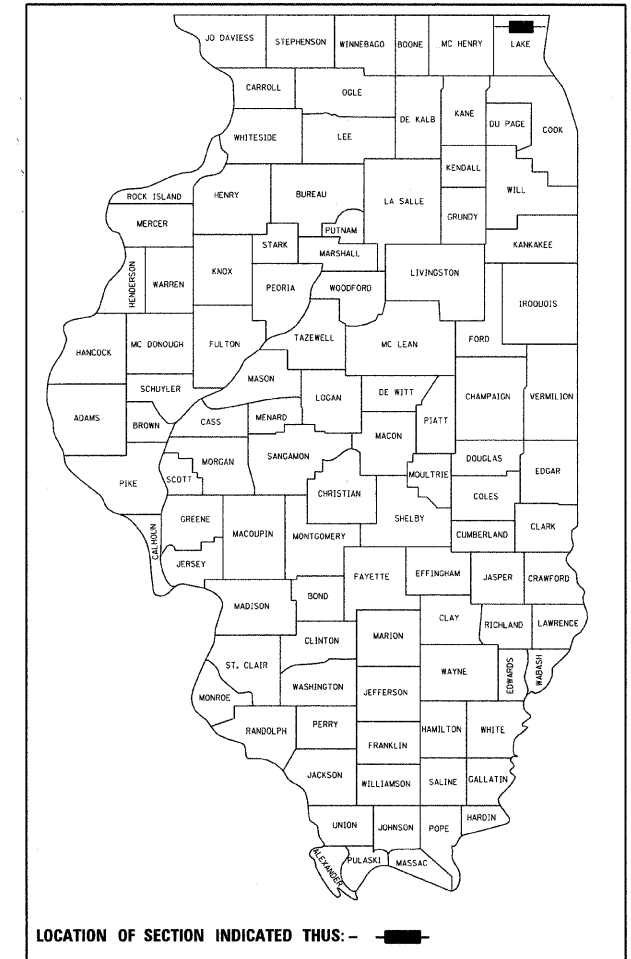 JO DAVIESS STEPHENSON WINNEBAGO BOONE MC HENRY LAKE
CARROLL OGLE DE KALB KANE DU PAGE COOK
WHITESIDE LEE
KENDALL WILL
ROCK ISLAND HENRY BUREAU LA SALLE GRUNDY
MERCER PUTNAM
STARK MARSHALL KANKAKEE
HENDERSON WARREN KNOX PEORIA WOODFORD LIVINGSTON IROQUOIS
HANCOCK MC DONOUGH FULTON TAZEWELL MC LEAN FORD
MASON
SCHUYLER LOGAN DE WITT CHAMPAIGN VERMILION
ADAMS BROWN CASS MENARD PIATT
MACON
MORGAN SANGAMON DOUGLAS EDGAR
PIKE SCOTT CHRISTIAN MOULTRIE COLES
GREENE MACOUPIN MONTGOMERY SHELBY CUMBERLAND CLARK
CALHOUN JERSEY
FAYETTE EFFINGHAM JASPER CRAWFORD
MADISON BOND
CLAY RICHLAND LAWRENCE
CLINTON MARION
ST. CLAIR WAYNE EDWARDS WABASH
MONROE WASHINGTON JEFFERSON
RANDOLPH PERRY HAMILTON WHITE
FRANKLIN
JACKSON WILLIAMSON SALINE GALLATIN
UNION JOHNSON POPE HARDIN
ALEXANDER PULASKI MASSAC
LOCATION OF SECTION INDICATED THUS: -